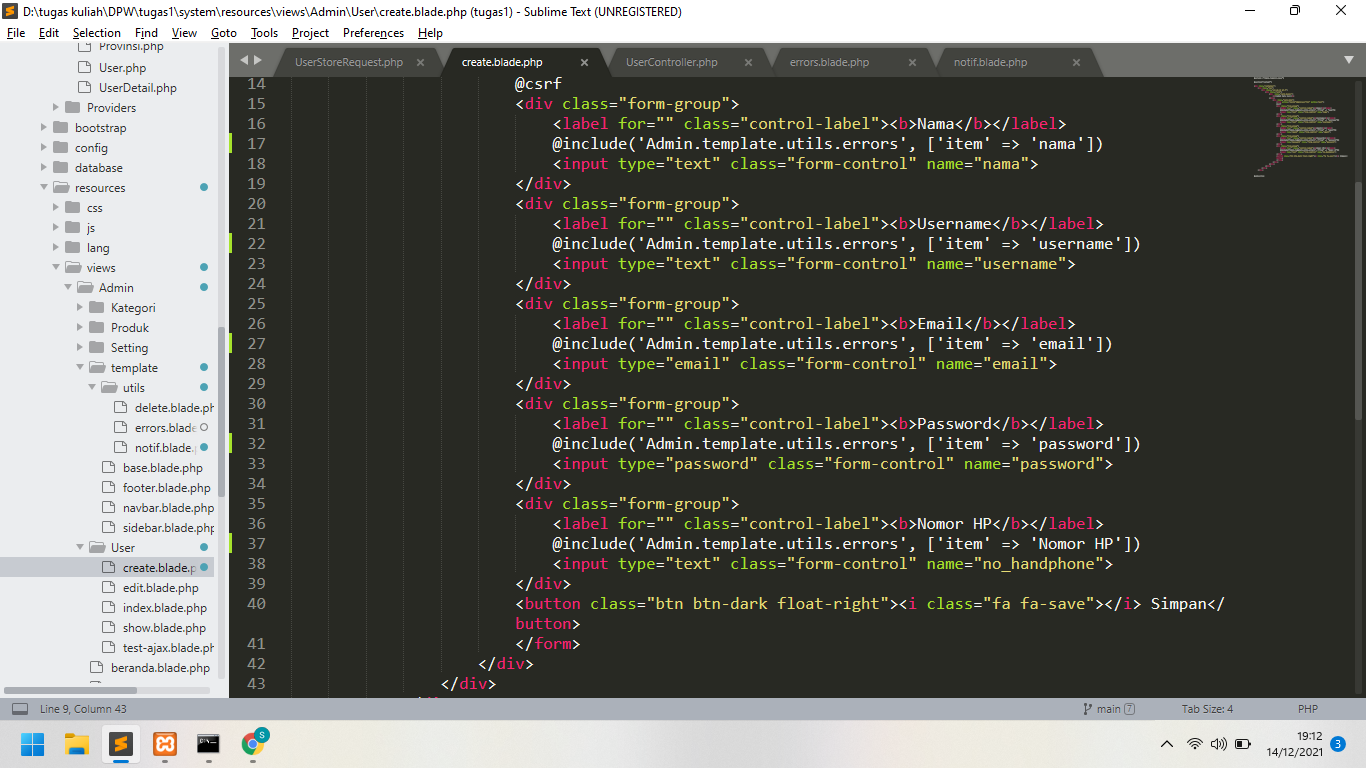 D:\tugas kuliah\DPW\tugas1\system\resources\views\Admin\User\create.blade.php (tugas1) - Sublime Text (UNREGISTERED)
File Edit Selection Find View Goto Tools Project Preferences Help
Provinsi.php
User.php
UserDetail.php
Providers
bootstrap
config
database
resources
css
js
lang
views
Admin
Kategori
Produk
Setting
template
utils
delete.blade.ph
errors.blade
notif.blade.
base.blade.php
footer.blade.php
navbar.blade.php
sidebar.blade.php
User
create.blade.p
edit.blade.php
index.blade.php
show.blade.php
test-ajax.blade.ph
beranda.blade.php
UserStoreRequest.php × create.blade.php × UserController.php × errors.blade.php × notif.blade.php ×
14 @csrf
15 <div class="form-group">
16 <label for="" class="control-label"><b>Nama</b></label>
17 @include('Admin.template.utils.errors', ['item' => 'nama'])
18 <input type="text" class="form-control" name="nama">
19 </div>
20 <div class="form-group">
21 <label for="" class="control-label"><b>Username</b></label>
22 @include('Admin.template.utils.errors', ['item' => 'username'])
23 <input type="text" class="form-control" name="username">
24 </div>
25 <div class="form-group">
26 <label for="" class="control-label"><b>Email</b></label>
27 @include('Admin.template.utils.errors', ['item' => 'email'])
28 <input type="email" class="form-control" name="email">
29 </div>
30 <div class="form-group">
31 <label for="" class="control-label"><b>Password</b></label>
32 @include('Admin.template.utils.errors', ['item' => 'password'])
33 <input type="password" class="form-control" name="password">
34 </div>
35 <div class="form-group">
36 <label for="" class="control-label"><b>Nomor HP</b></label>
37 @include('Admin.template.utils.errors', ['item' => 'Nomor HP'])
38 <input type="text" class="form-control" name="no_handphone">
39 </div>
40 <button class="btn btn-dark float-right"><i class="fa fa-save"></i> Simpan</
button>
41 </form>
42 </div>
43 </div>
Line 9, Column 43 main 7 Tab Size: 4 PHP
S
19:12
14/12/2021
3